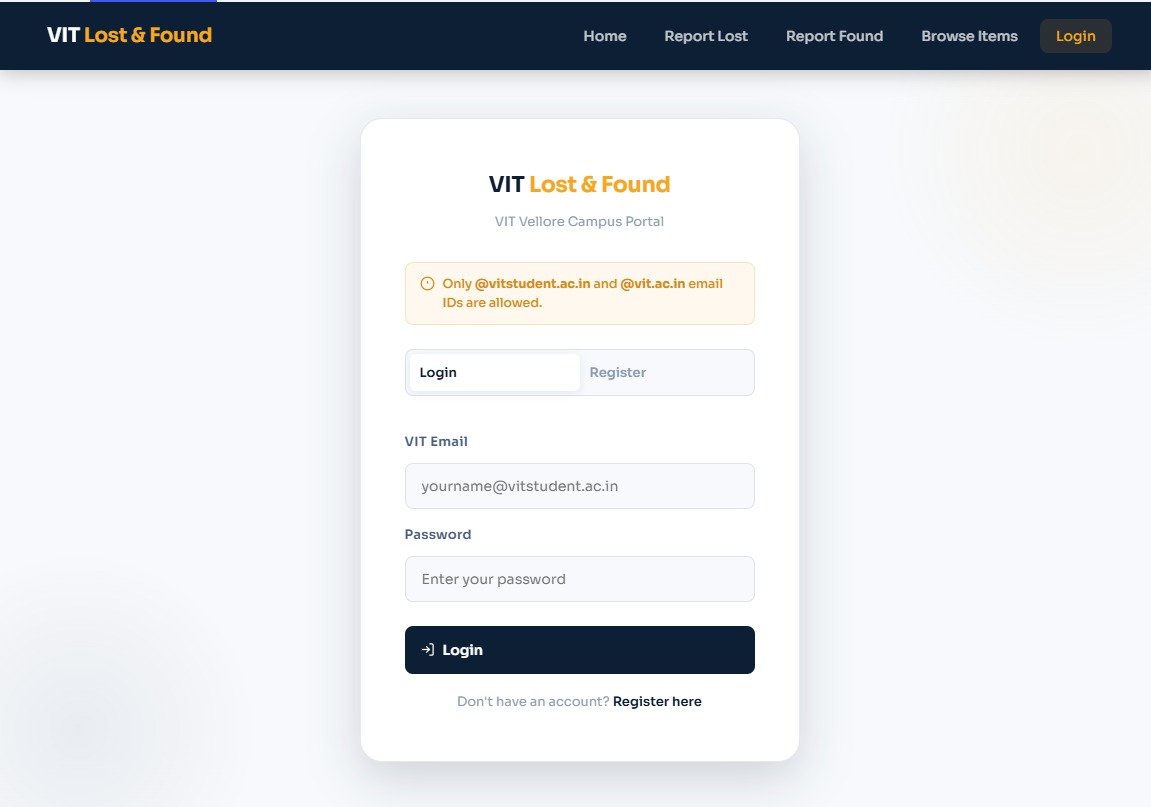 VIT Lost & Found
Home
Report Lost
Report Found
Browse Items
Login
VIT Lost & Found
VIT Vellore Campus Portal
Only @vitstudent.ac.in and @vit.ac.in email
IDs are allowed.
Login
Register
VIT Email
yourname@vitstudent.ac.in
Password
Enter your password
Login
Don't have an account? Register here